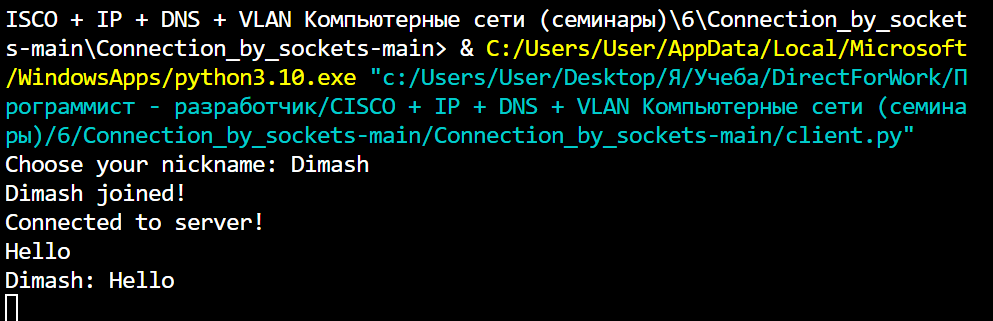 ISCO + IP + DNS + VLAN Компьютерные сети (семинары)\6\Connection_by_socket
s-main\Connection_by_sockets-main> & C:/Users/User/AppData/Local/Microsoft
/WindowsApps/python3.10.exe "c:/Users/User/Desktop/Я/Учеба/DirectForWork/П
рограммист - разработчик/CISCO + IP + DNS + VLAN Компьютерные сети (семина
ры)/6/Connection_by_sockets-main/Connection_by_sockets-main/client.py"
Choose your nickname: Dimash
Dimash joined!
Connected to server!
Hello
Dimash: Hello